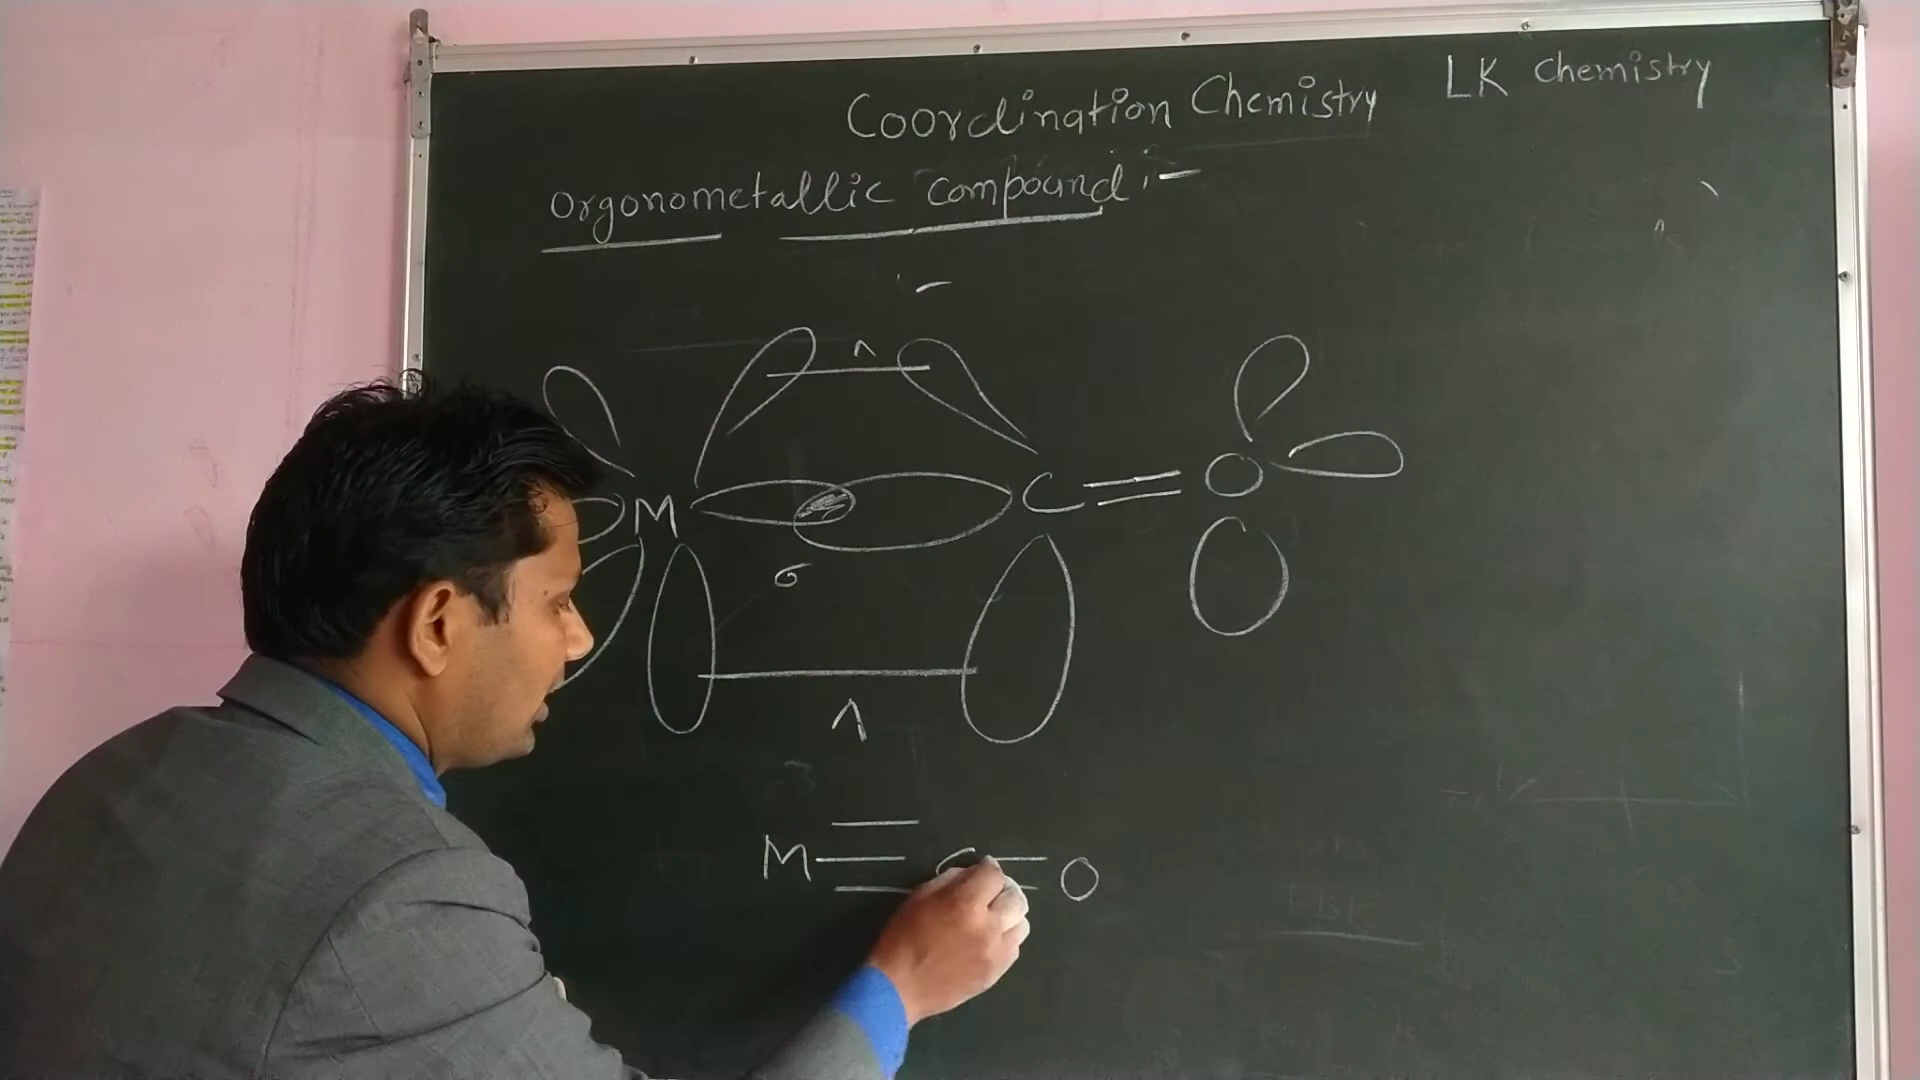 LK Chemistry
Coordination Chemistry
Orgonometallic Compound :-
M C = O
σ
M ≡ C = O